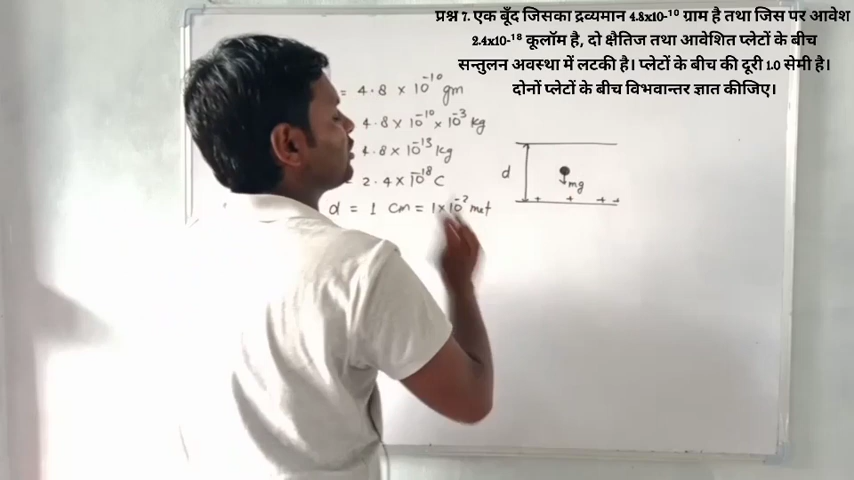 प्रश्न 7. एक बूँद जिसका द्रव्यमान 4.8x10-¹⁰ ग्राम है तथा जिस पर आवेश
2.4x10-¹⁸ कूलॉम है, दो क्षैतिज तथा आवेशित प्लेटों के बीच
सन्तुलन अवस्था में लटकी है। प्लेटों के बीच की दूरी 1.0 सेमी है।
दोनों प्लेटों के बीच विभवान्तर ज्ञात कीजिए।
= 4.8 × 10⁻¹⁰ gm
4.8 × 10⁻¹⁰ × 10⁻³ kg
4.8 × 10⁻¹³ kg
= 2.4 × 10⁻¹⁸ C
d = 1 cm = 1×10⁻² met
d
mg
+ + + +